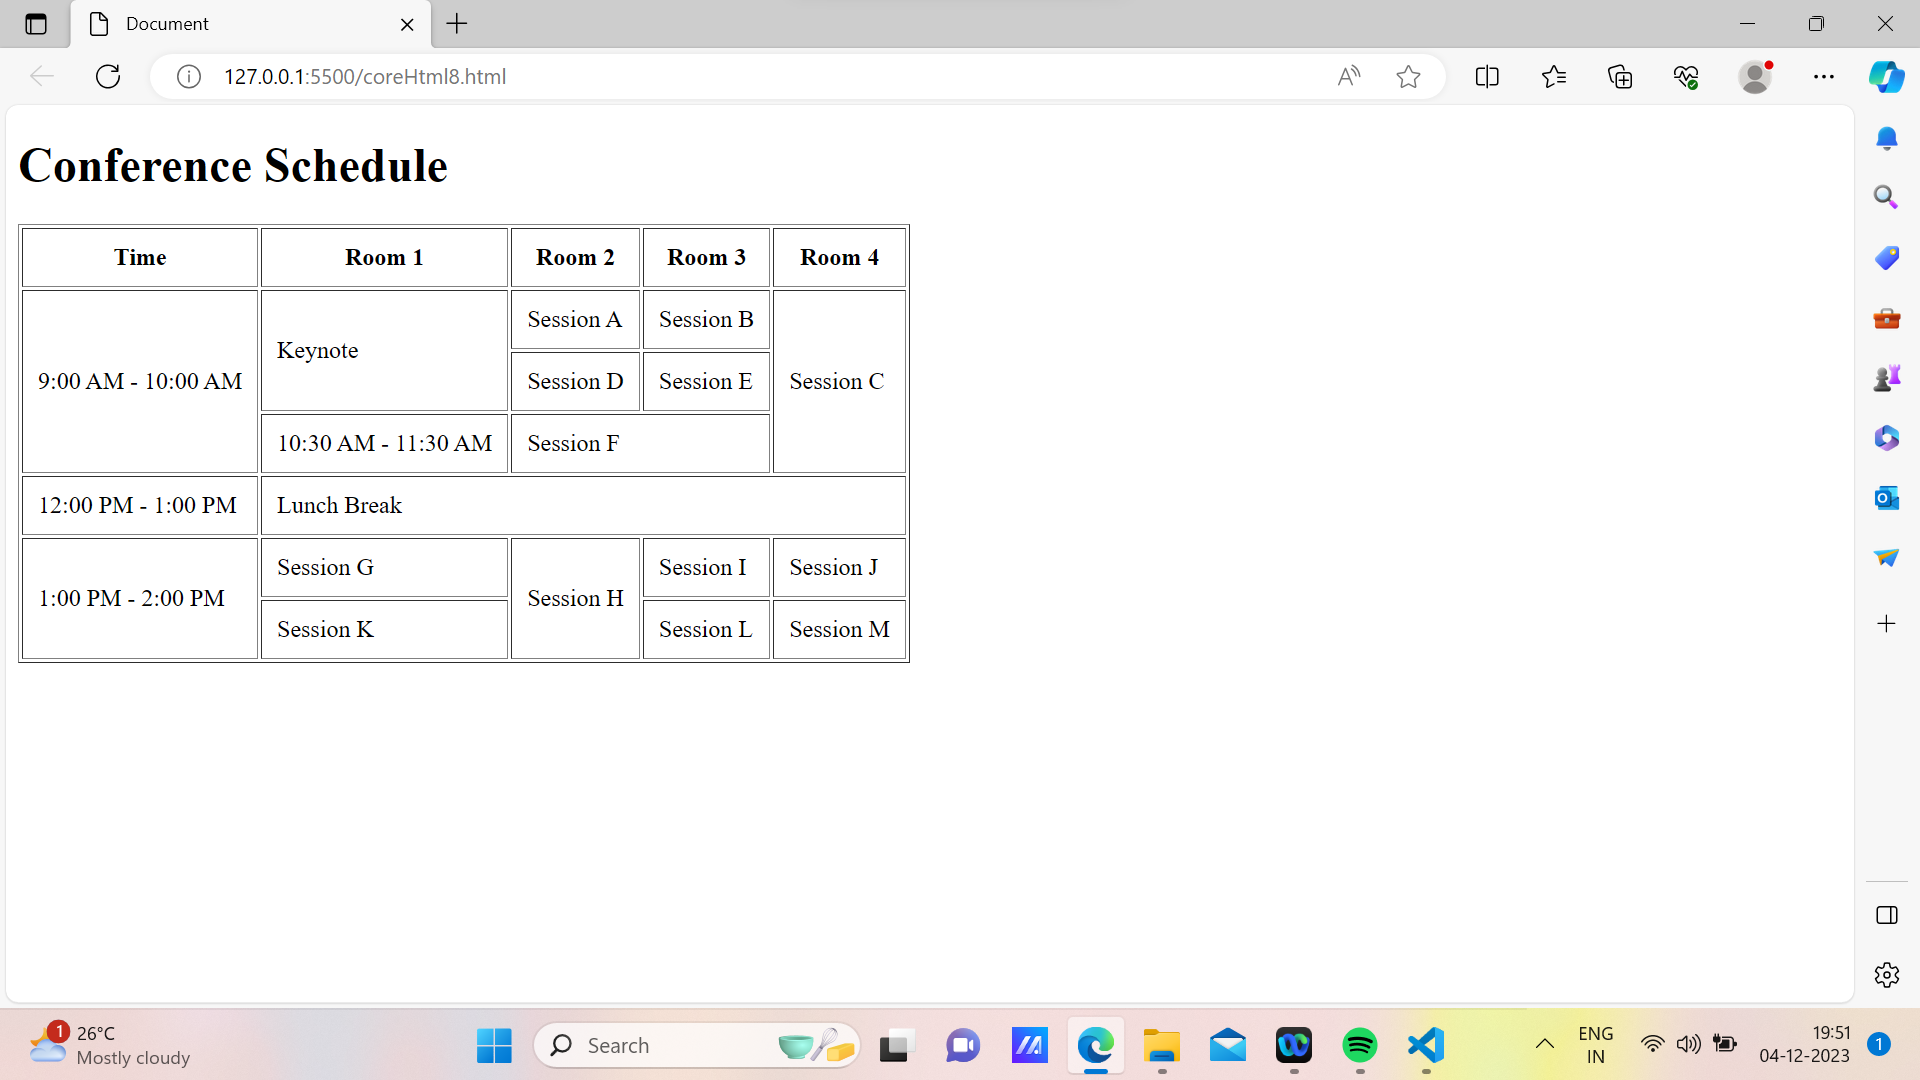 Document
127.0.0.1:5500/coreHtml8.html
Conference Schedule
Time Room 1 Room 2 Room 3 Room 4
9:00 AM - 10:00 AM Keynote Session A Session B Session C
Session D Session E
10:30 AM - 11:30 AM Session F
12:00 PM - 1:00 PM Lunch Break
1:00 PM - 2:00 PM Session G Session H Session I Session J
Session K Session L Session M
1 26°C
Mostly cloudy
Search
ENG
IN
19:51
04-12-2023
1